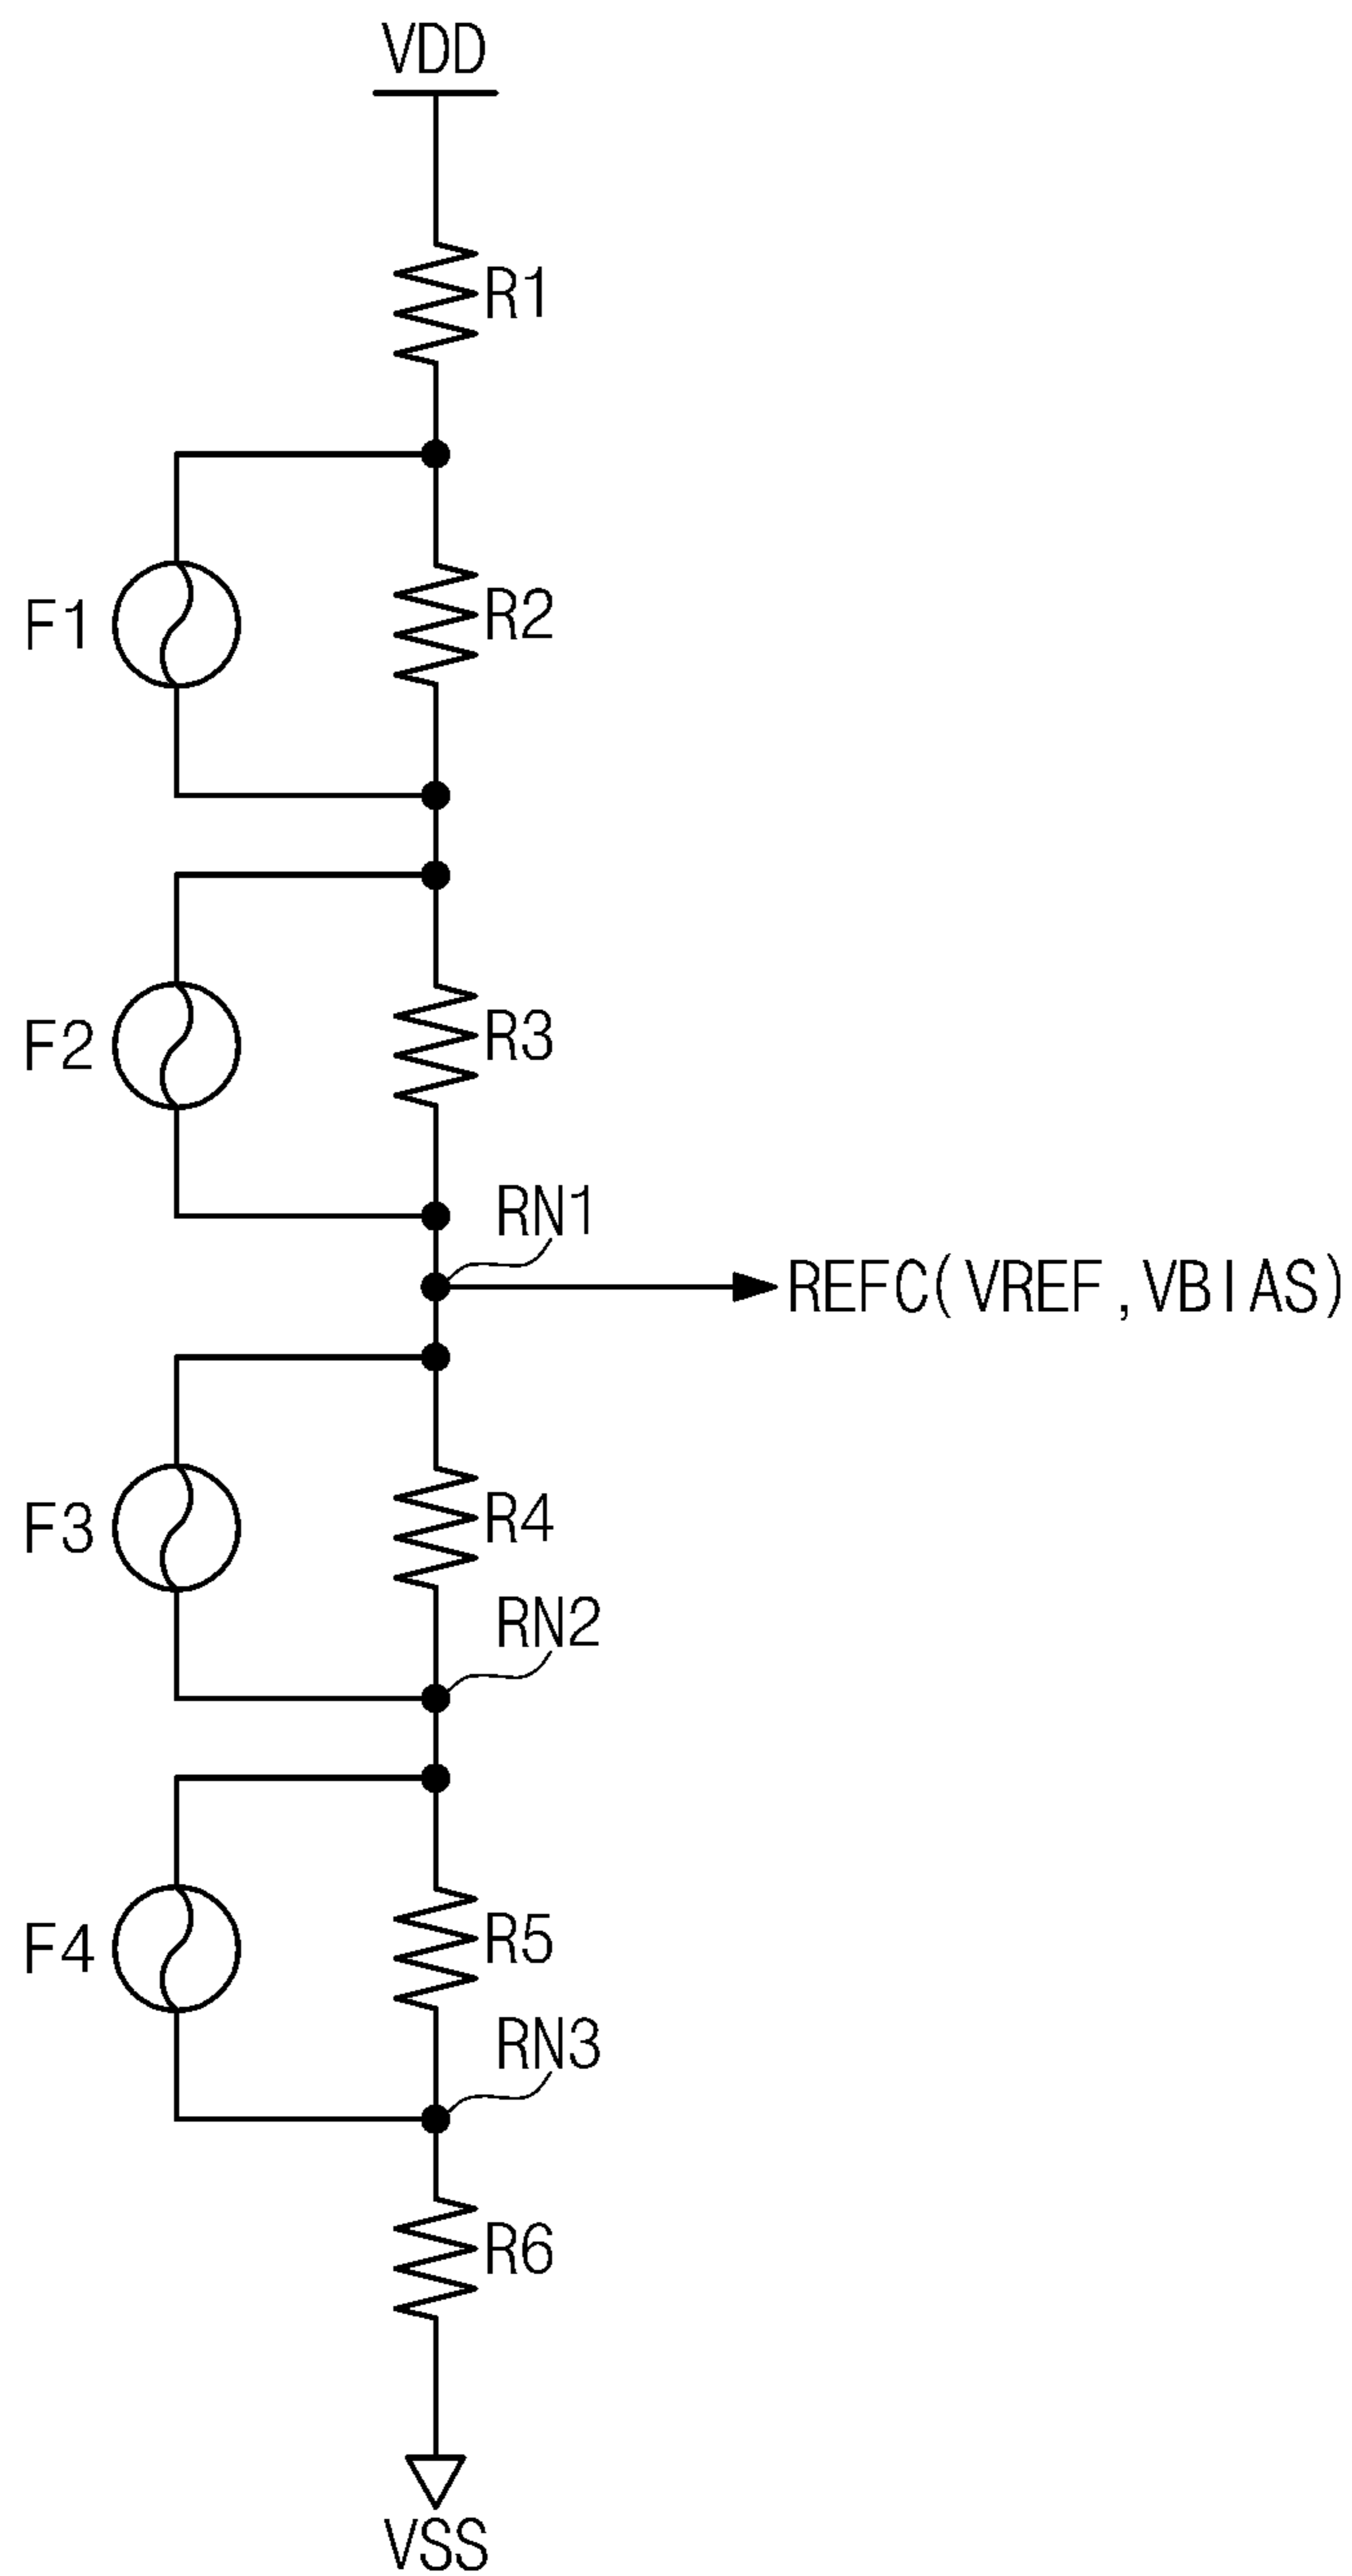 VDD
R1
F1
R2
F2
R3
RN1
REFC(VREF,VBIAS)
F3
R4
RN2
F4
R5
RN3
R6
VSS